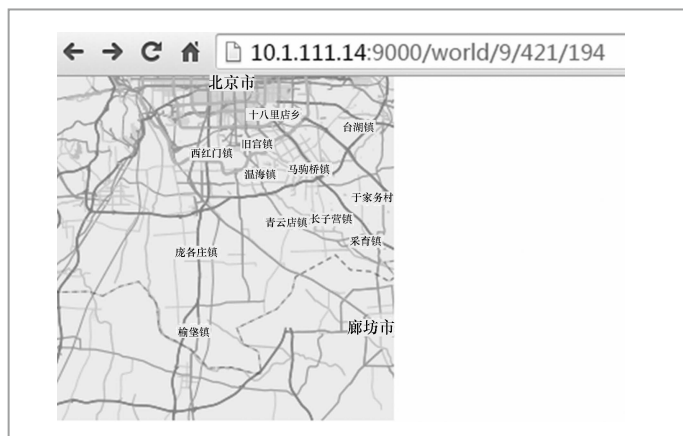 10.1.111.14:9000/world/9/421/194
北京市
十八里店乡
台湖镇
旧宫镇
西红门镇
马驹桥镇
温海镇
于家务村
长子营镇
青云店镇
采育镇
庞各庄镇
廊坊市
榆垡镇